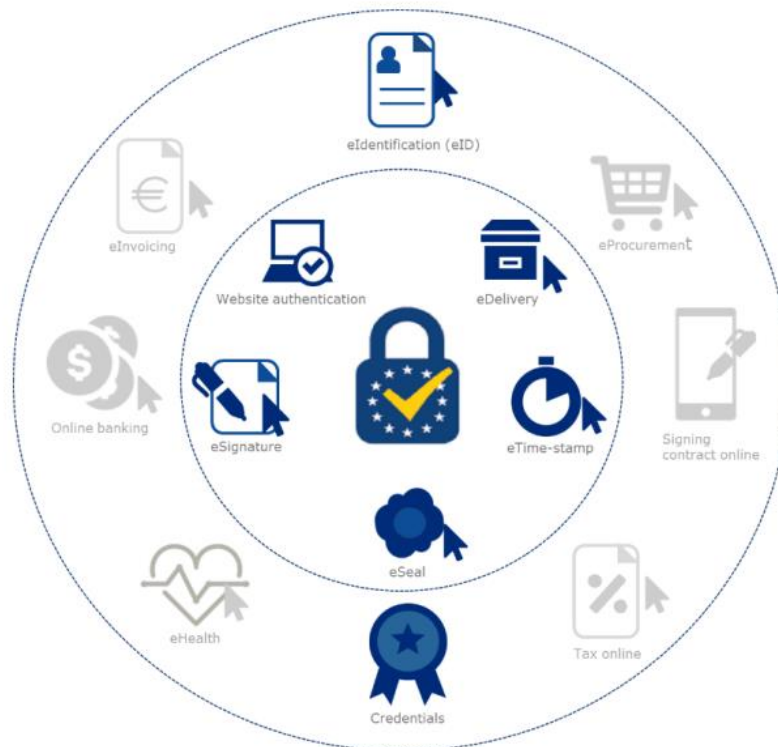 eIdentification (eID)
eInvoicing
eProcurement
Website authentication
eDelivery
Online banking
eSignature
eTime-stamp
Signing
contract online
eSeal
eHealth
Tax online
Credentials